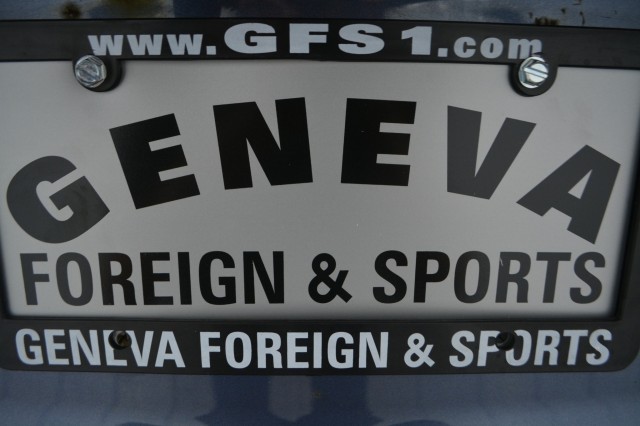 www.GFS1.com
GENEVA
FOREIGN & SPORTS
GENEVA FOREIGN & SPORTS